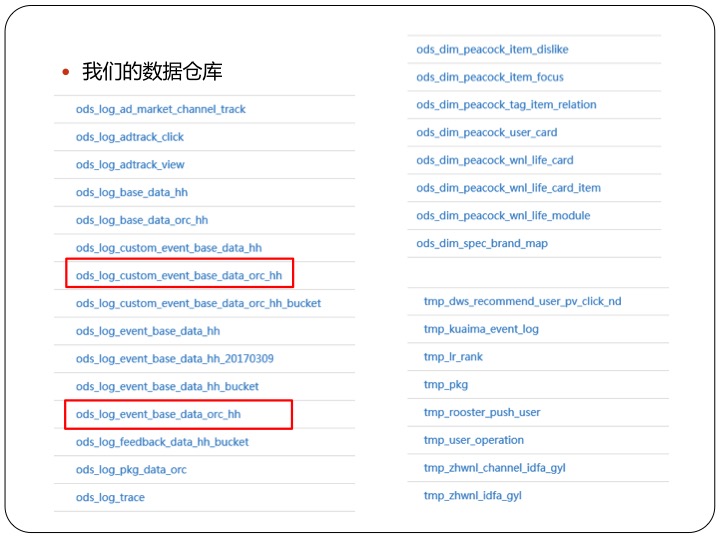 • 我们的数据仓库
ods_log_ad_market_channel_track
ods_log_adtrack_click
ods_log_adtrack_view
ods_log_base_data_hh
ods_log_base_data_orc_hh
ods_log_custom_event_base_data_hh
ods_log_custom_event_base_data_orc_hh
ods_log_custom_event_base_data_orc_hh_bucket
ods_log_event_base_data_hh
ods_log_event_base_data_hh_20170309
ods_log_event_base_data_hh_bucket
ods_log_event_base_data_orc_hh
ods_log_feedback_data_hh_bucket
ods_log_pkg_data_orc
ods_log_trace
ods_dim_peacock_item_dislike
ods_dim_peacock_item_focus
ods_dim_peacock_tag_item_relation
ods_dim_peacock_user_card
ods_dim_peacock_wnl_life_card
ods_dim_peacock_wnl_life_card_item
ods_dim_peacock_wnl_life_module
ods_dim_spec_brand_map
tmp_dws_recommend_user_pv_click_nd
tmp_kuaima_event_log
tmp_lr_rank
tmp_pkg
tmp_rooster_push_user
tmp_user_operation
tmp_zhwnl_channel_idfa_gyl
tmp_zhwnl_idfa_gyl